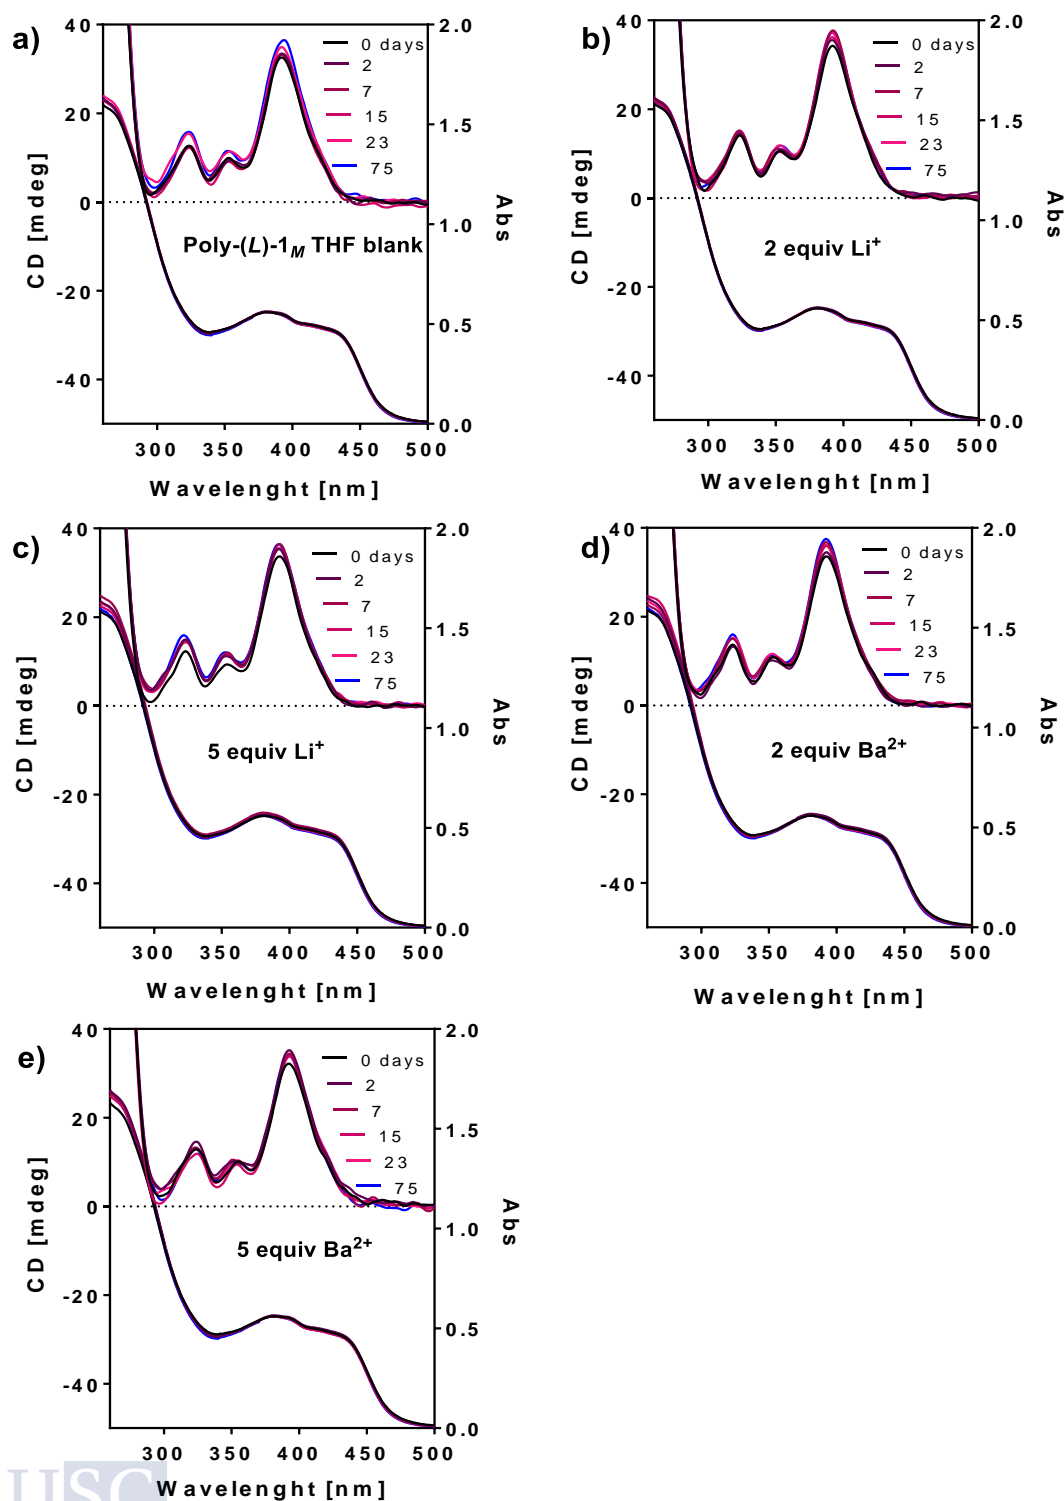 a)
40
20
0
-20
-40
CD [mdeg]
2.0
1.5
1.0
0.5
0.0
Abs
0 days
2
7
15
23
75
Poly-(L)-1M THF blank
300 350 400 450 500
Wavelenght [nm]
b)
40
20
0
-20
-40
CD [mdeg]
2.0
1.5
1.0
0.5
0.0
Abs
0 days
2
7
15
23
75
2 equiv Li+
300 350 400 450 500
Wavelenght [nm]
c)
40
20
0
-20
-40
CD [mdeg]
2.0
1.5
1.0
0.5
0.0
Abs
0 days
2
7
15
23
75
5 equiv Li+
300 350 400 450 500
Wavelenght [nm]
d)
40
20
0
-20
-40
CD [mdeg]
2.0
1.5
1.0
0.5
0.0
Abs
0 days
2
7
15
23
75
2 equiv Ba2+
300 350 400 450 500
Wavelenght [nm]
e)
40
20
0
-20
-40
CD [mdeg]
2.0
1.5
1.0
0.5
0.0
Abs
0 days
2
7
15
23
75
5 equiv Ba2+
300 350 400 450 500
Wavelenght [nm]
USC